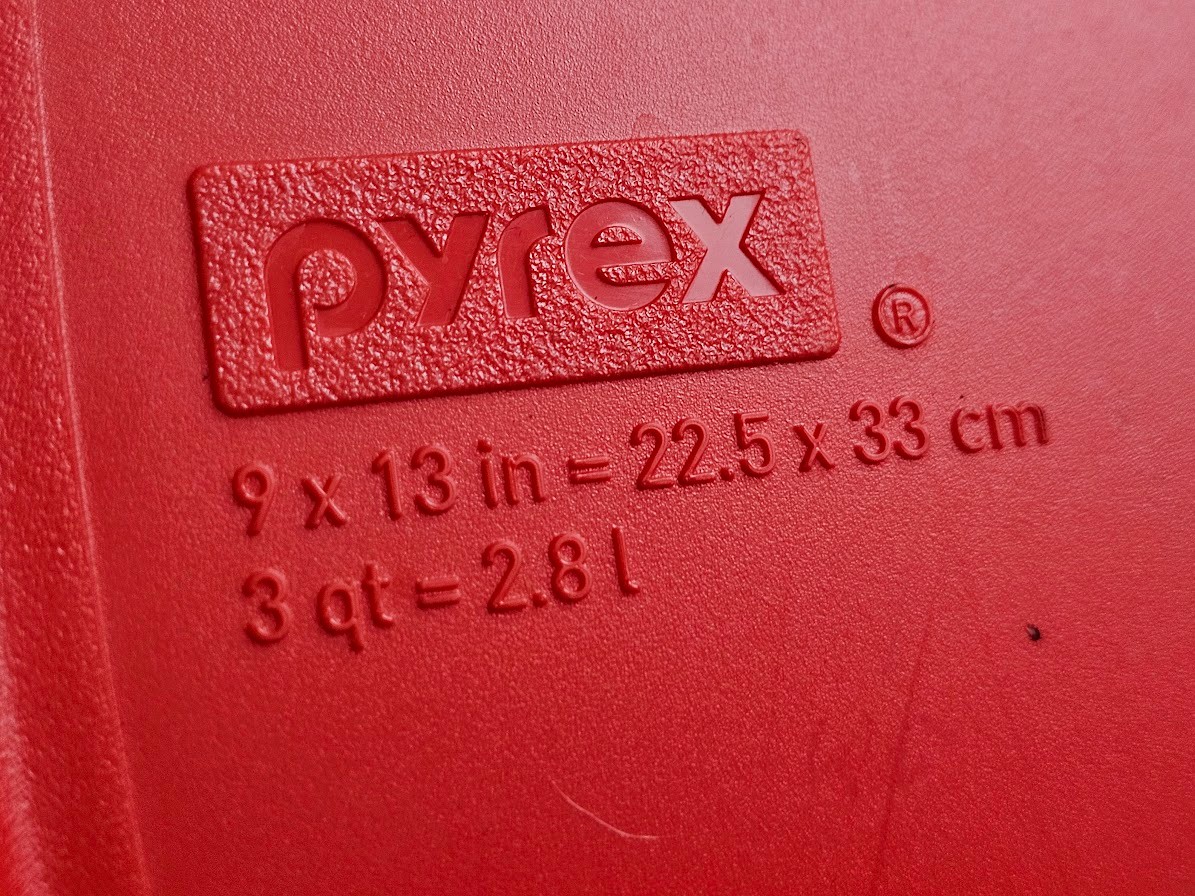 pyrex ®
9 x 13 in = 22.5 x 33 cm
3 qt = 2.8 l